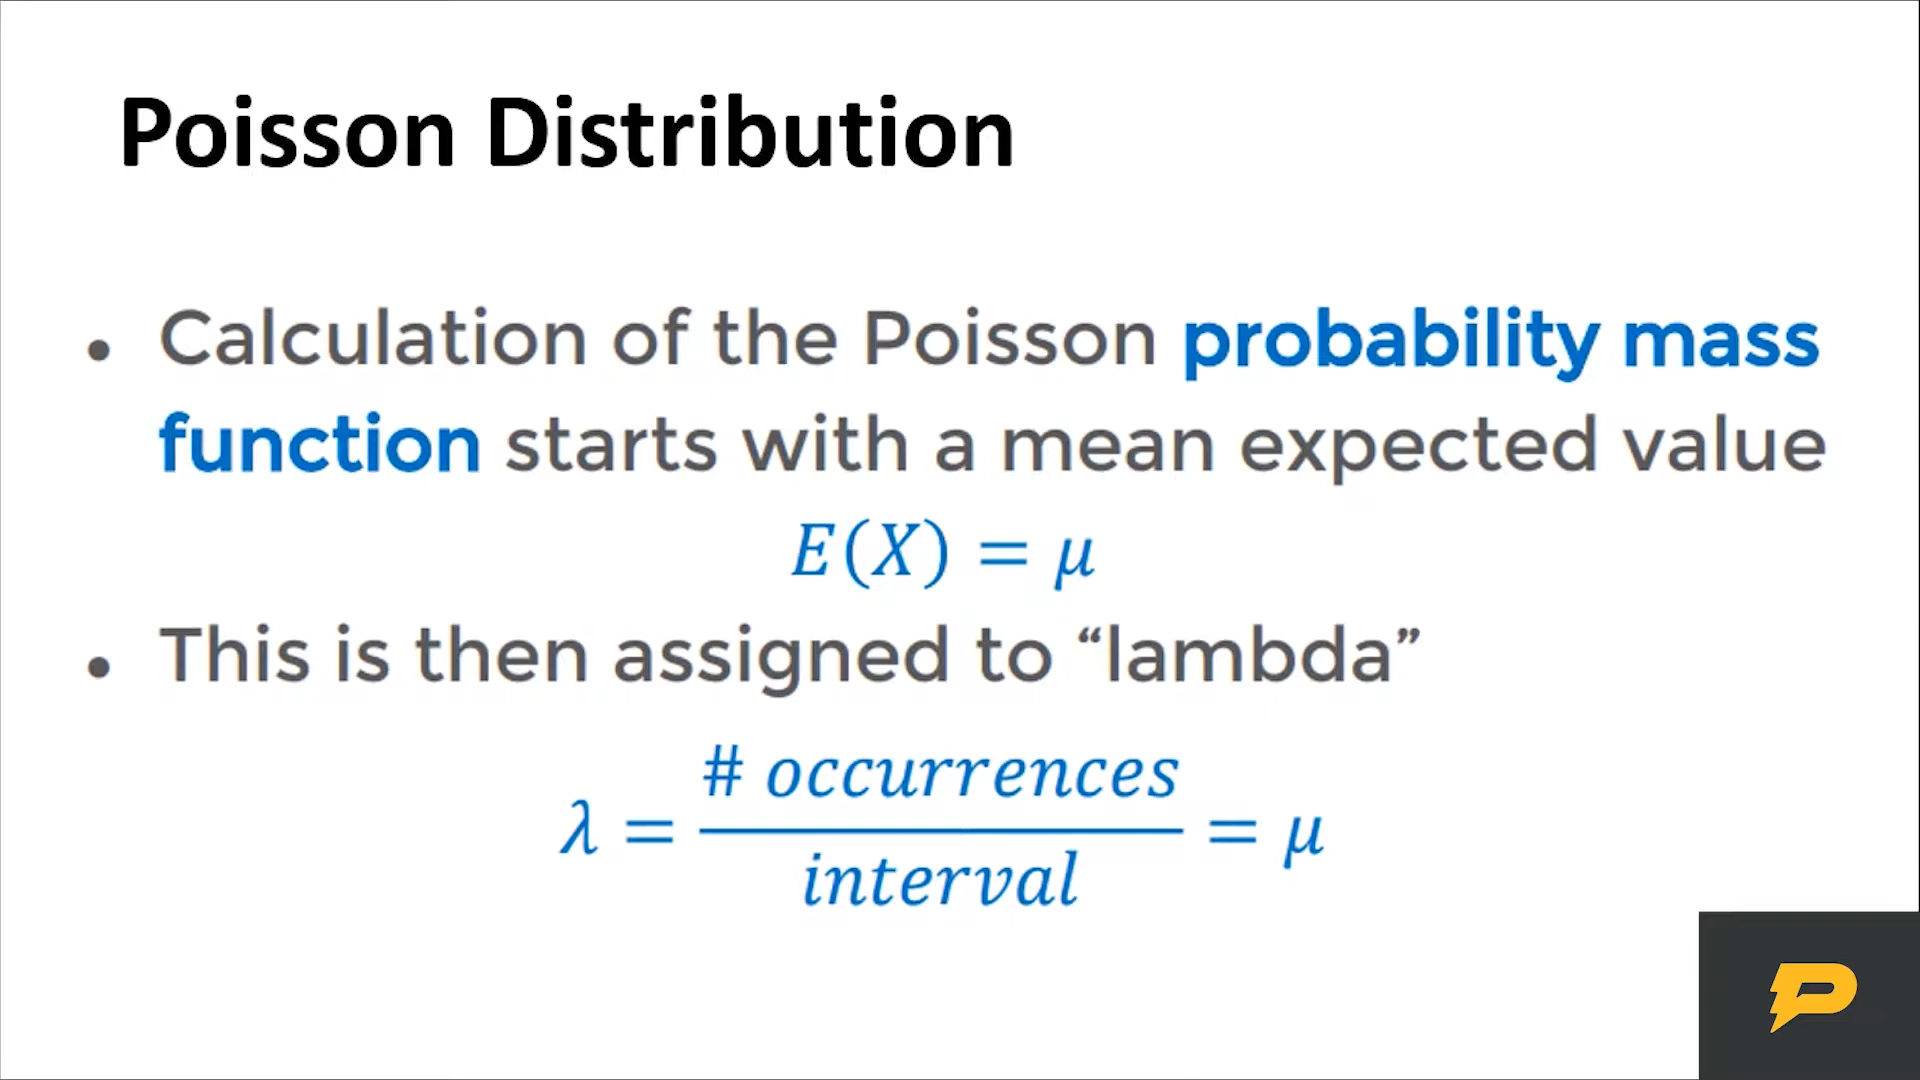 Poisson Distribution
• Calculation of the Poisson probability mass
function starts with a mean expected value
E(X) = μ
• This is then assigned to “lambda”
λ = # occurrences / interval = μ